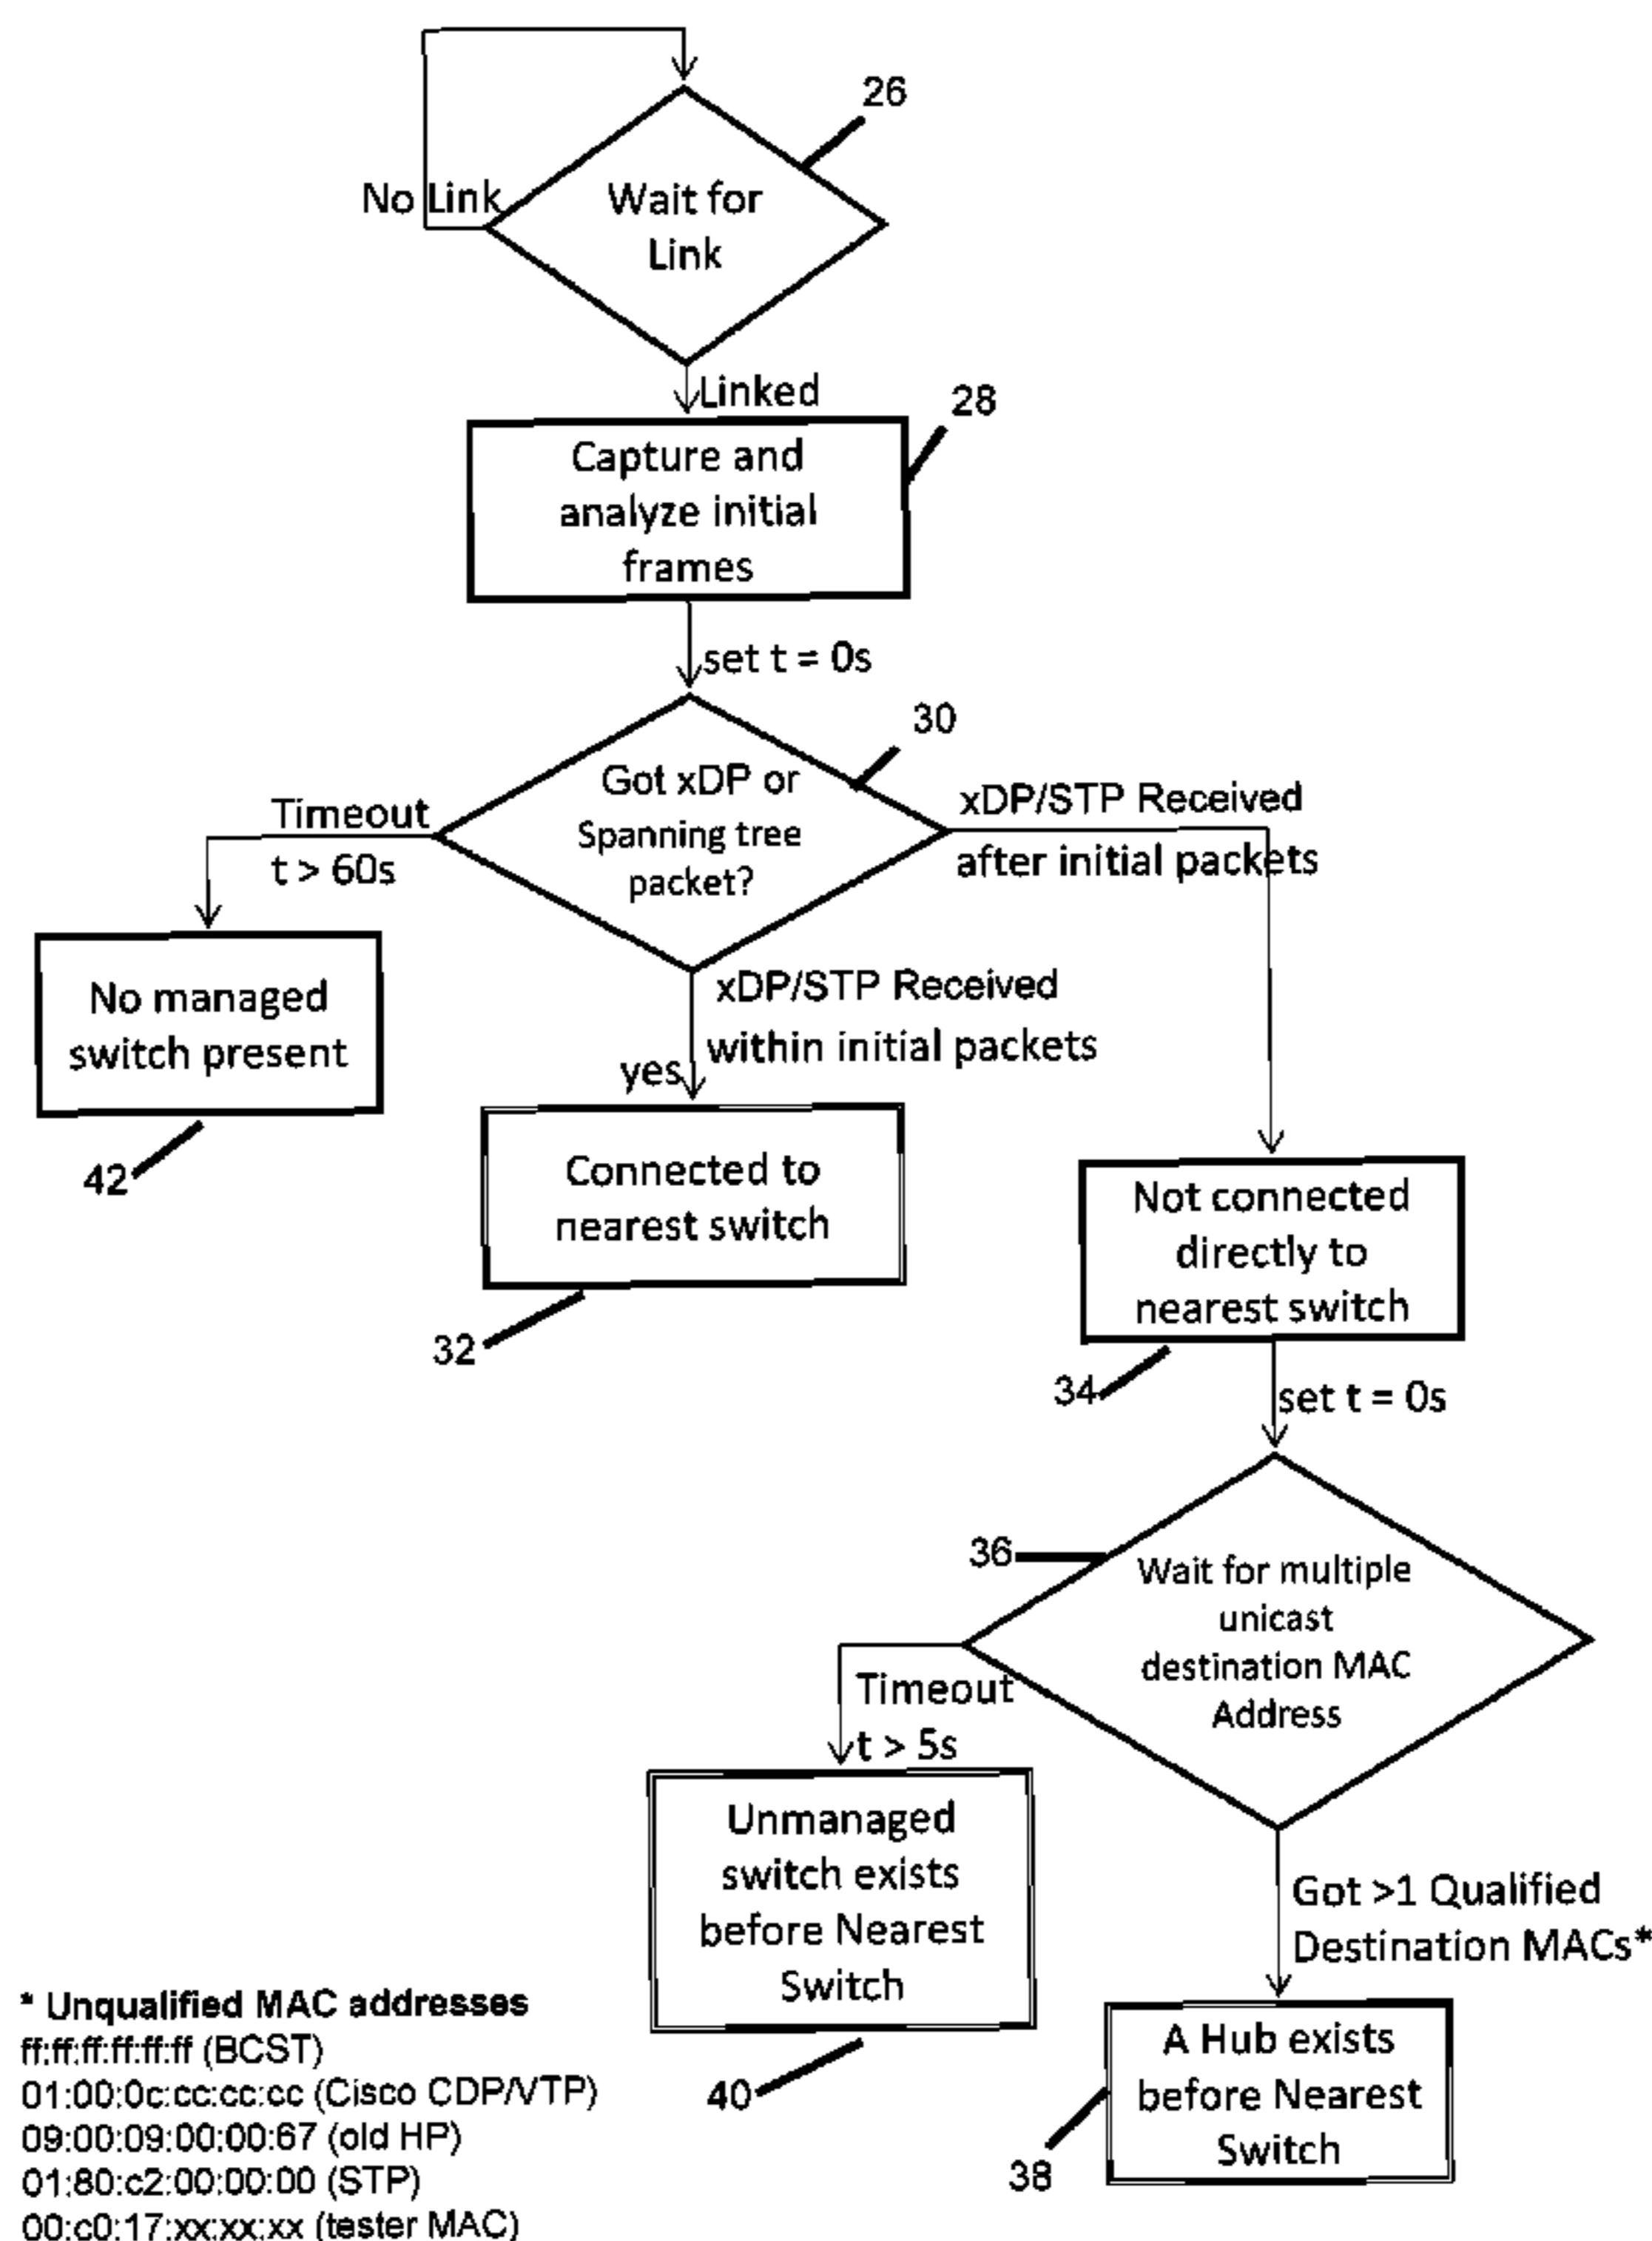 26
No Link
Wait for
Link
Linked
28
Capture and
analyze initial
frames
set t = 0s
30
Got xDP or
Spanning tree
packet?
Timeout
t > 60s
xDP/STP Received
after initial packets
No managed
switch present
42
xDP/STP Received
within initial packets
yes
Connected to
nearest switch
32
Not connected
directly to
nearest switch
34
set t = 0s
36
Wait for multiple
unicast
destination MAC
Address
Timeout
t > 5s
Unmanaged
switch exists
before Nearest
Switch
40
Got >1 Qualified
Destination MACs*
A Hub exists
before Nearest
Switch
38
* Unqualified MAC addresses
ff:ff:ff:ff:ff:ff (BCST)
01:00:0c:cc:cc:cc (Cisco CDP/VTP)
09:00:09:00:00:67 (old HP)
01:80:c2:00:00:00 (STP)
00:c0:17:xx:xx:xx (tester MAC)